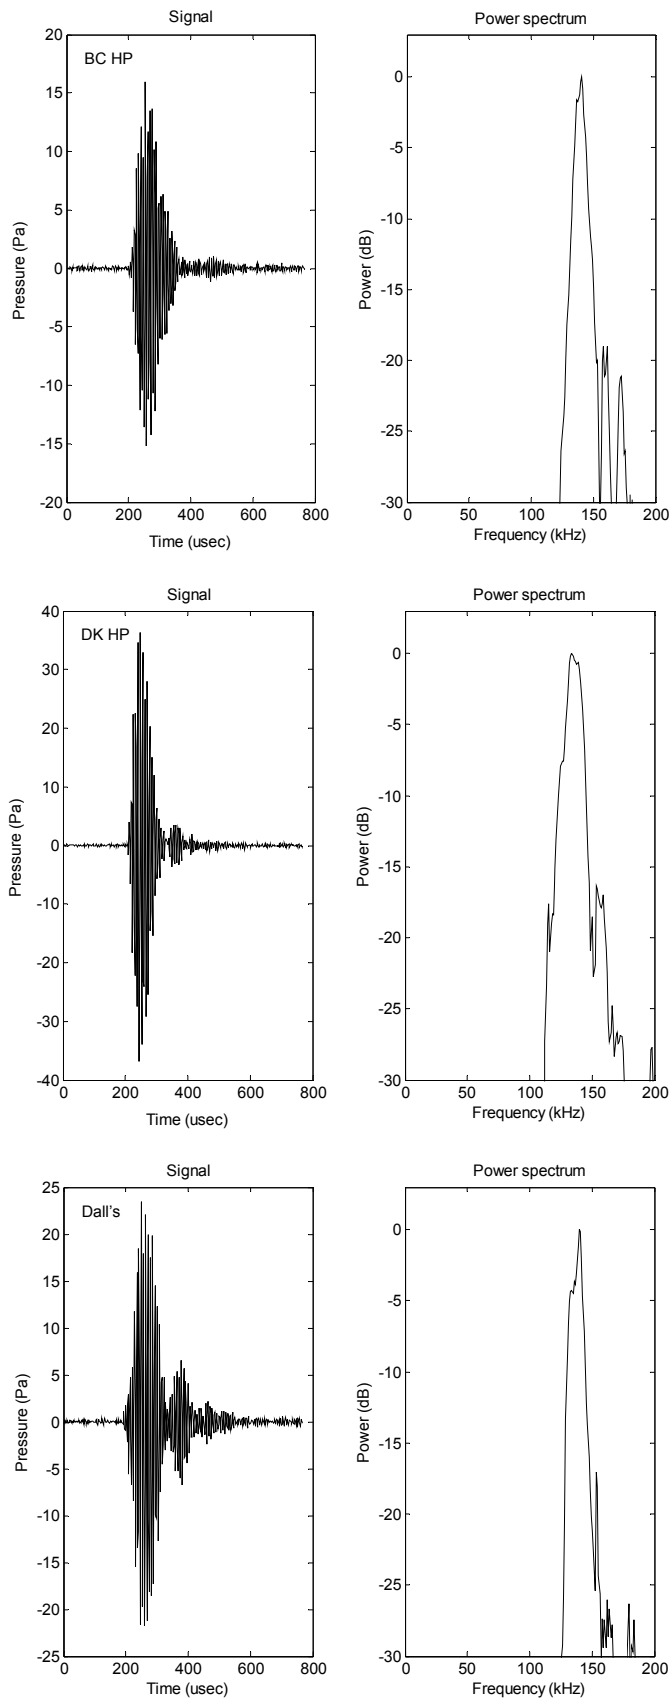 Signal
Power spectrum
BC HP
20
15
10
5
0
-5
-10
-15
-20
Pressure (Pa)
0 200 400 600 800
Time (usec)
0
-5
-10
-15
-20
-25
-30
Power (dB)
0 50 100 150 200
Frequency (kHz)
Signal
Power spectrum
DK HP
40
30
20
10
0
-10
-20
-30
-40
Pressure (Pa)
0 200 400 600 800
Time (usec)
0
-5
-10
-15
-20
-25
-30
Power (dB)
0 50 100 150 200
Frequency (kHz)
Signal
Power spectrum
Dall's
25
20
15
10
5
0
-5
-10
-15
-20
-25
Pressure (Pa)
0 200 400 600 800
Time (usec)
0
-5
-10
-15
-20
-25
-30
Power (dB)
0 50 100 150 200
Frequency (kHz)